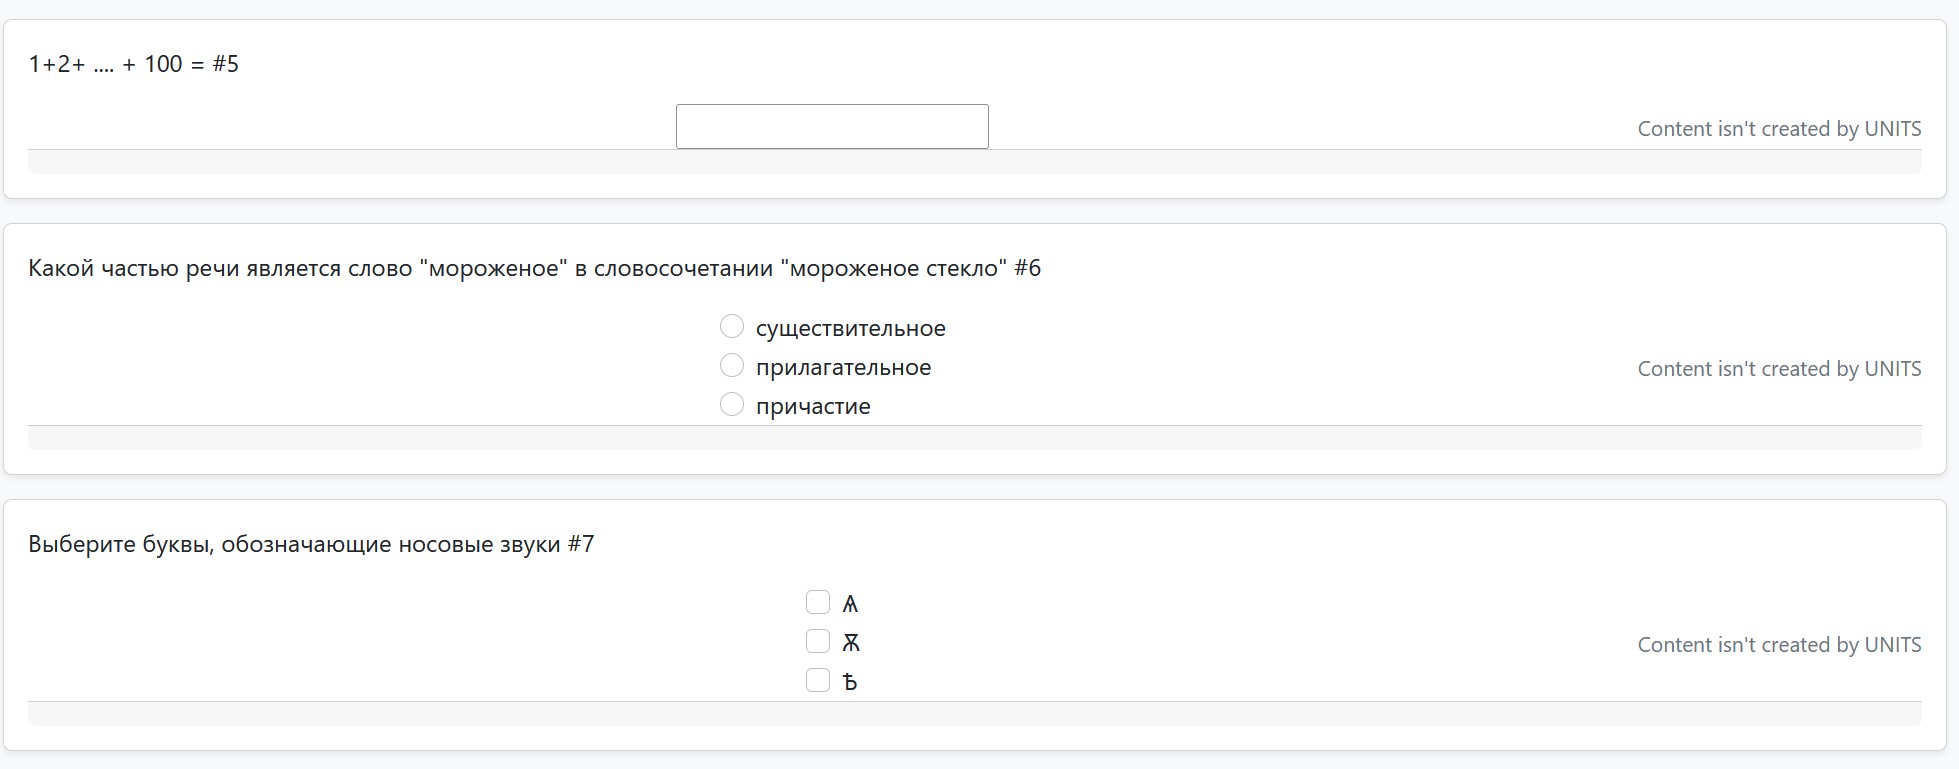 1+2+ .... + 100 = #5
Content isn't created by UNITS
Какой частью речи является слово "мороженое" в словосочетании "мороженое стекло" #6
существительное
прилагательное
Content isn't created by UNITS
причастие
Выберите буквы, обозначающие носовые звуки #7
Ѧ
Ѫ
Content isn't created by UNITS
Ѣ